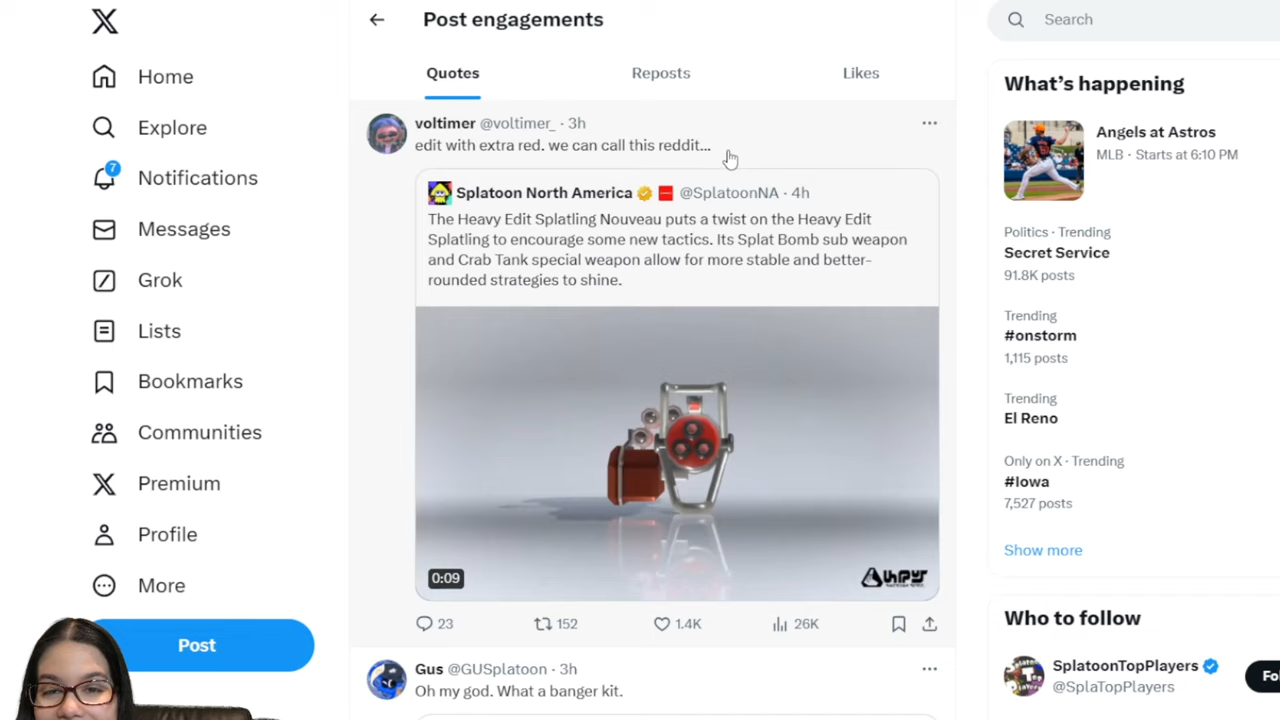 Home
Explore
7
Notifications
Messages
Grok
Lists
Bookmarks
Communities
Premium
Profile
More
Post
Post engagements
Quotes Reposts Likes
voltimer @voltimer_ · 3h
edit with extra red. we can call this reddit...
Splatoon North America @SplatoonNA · 4h
The Heavy Edit Splatling Nouveau puts a twist on the Heavy Edit
Splatling to encourage some new tactics. Its Splat Bomb sub weapon
and Crab Tank special weapon allow for more stable and better-
rounded strategies to shine.
0:09
23 152 1.4K 26K
Gus @GUSplatoon · 3h
Oh my god. What a banger kit.
Search
What's happening
Angels at Astros
MLB · Starts at 6:10 PM
Politics · Trending
Secret Service
91.8K posts
Trending
#onstorm
1,115 posts
Trending
El Reno
Only on X · Trending
#Iowa
7,527 posts
Show more
Who to follow
SplatoonTopPlayers
@SplaTopPlayers
Fo